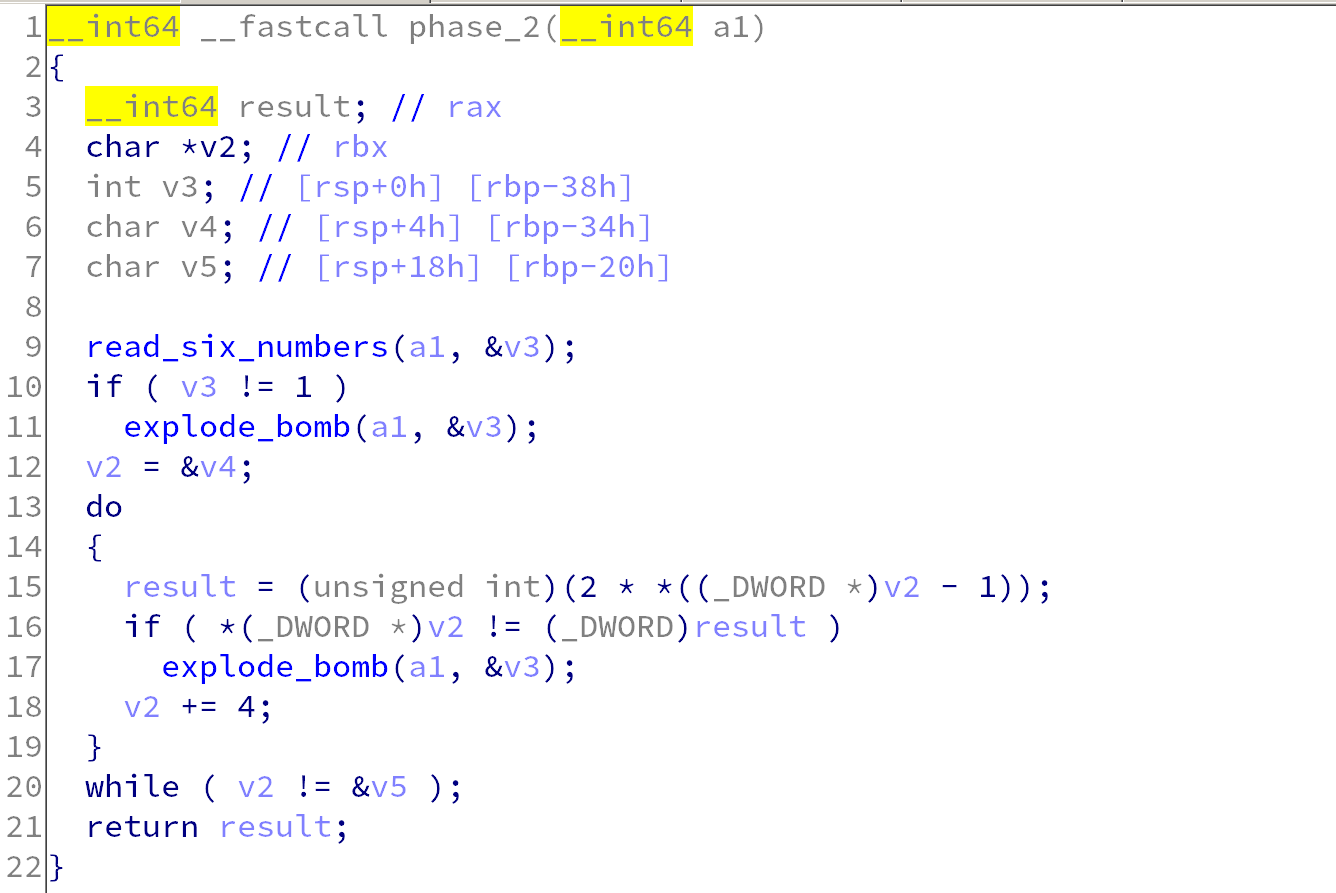 1 __int64 __fastcall phase_2(__int64 a1)
2 {
3   __int64 result; // rax
4   char *v2; // rbx
5   int v3; // [rsp+0h] [rbp-38h]
6   char v4; // [rsp+4h] [rbp-34h]
7   char v5; // [rsp+18h] [rbp-20h]
8
9   read_six_numbers(a1, &v3);
10   if ( v3 != 1 )
11     explode_bomb(a1, &v3);
12   v2 = &v4;
13   do
14   {
15     result = (unsigned int)(2 * *((_DWORD *)v2 - 1));
16     if ( *(_DWORD *)v2 != (_DWORD)result )
17       explode_bomb(a1, &v3);
18     v2 += 4;
19   }
20   while ( v2 != &v5 );
21   return result;
22 }